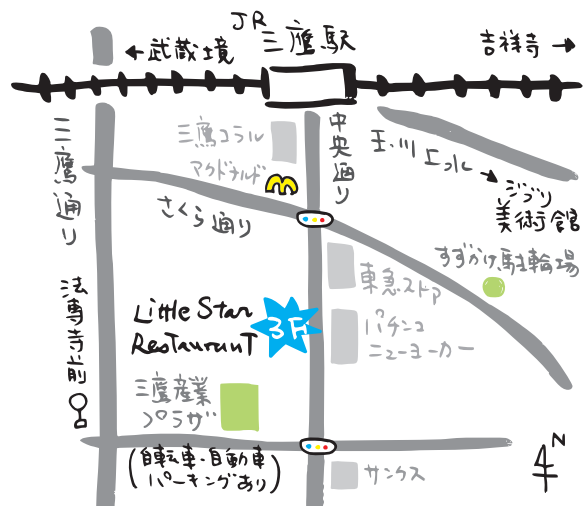 JR 三鷹駅
←武蔵境
吉祥寺→
三鷹通り
三鷹コラル
マクドナルド
中央通り
玉川上水
さくら通り
ジブリ
美術館
すずかけ駐輪場
東急ストア
法専寺前
Little Star
Restaurant
3F
パチンコ
ニューヨーカー
三鷹産業
プラザ
(自転車・自動車
パーキングあり)
サンクス
N